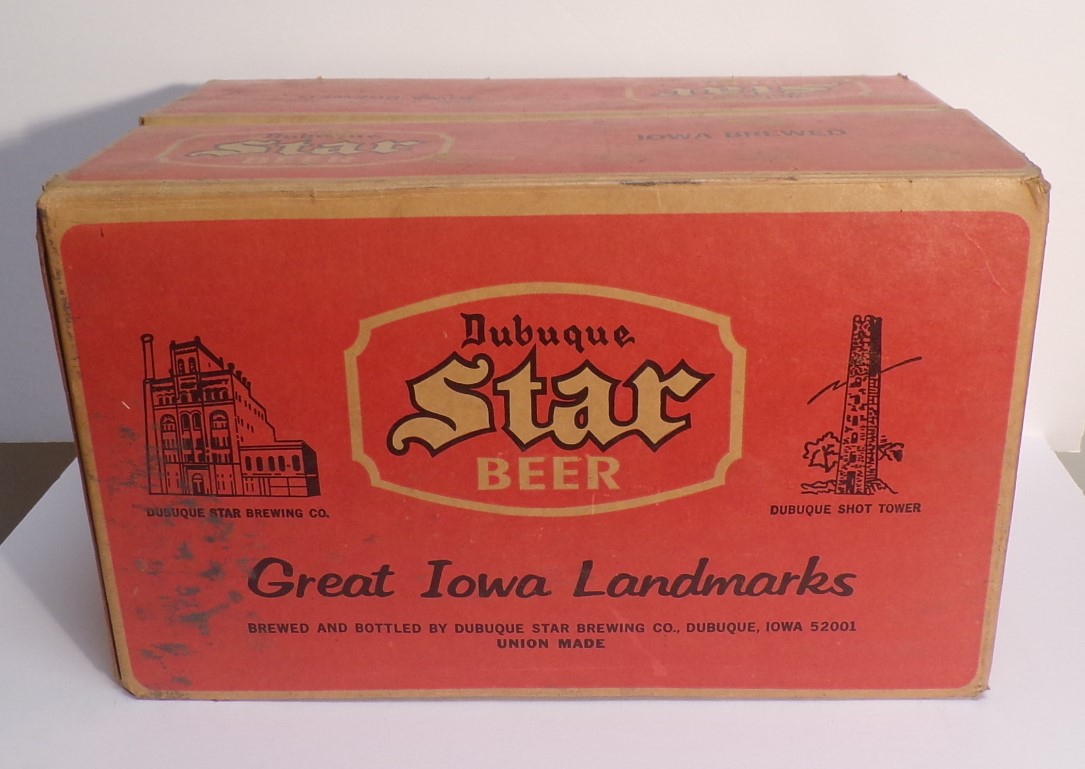 Star
Dubuque
Star
BEER
IOWA BREWED
Dubuque
Star
BEER
DUBUQUE STAR BREWING CO.
DUBUQUE SHOT TOWER
Great Iowa Landmarks
BREWED AND BOTTLED BY DUBUQUE STAR BREWING CO., DUBUQUE, IOWA 52001
UNION MADE